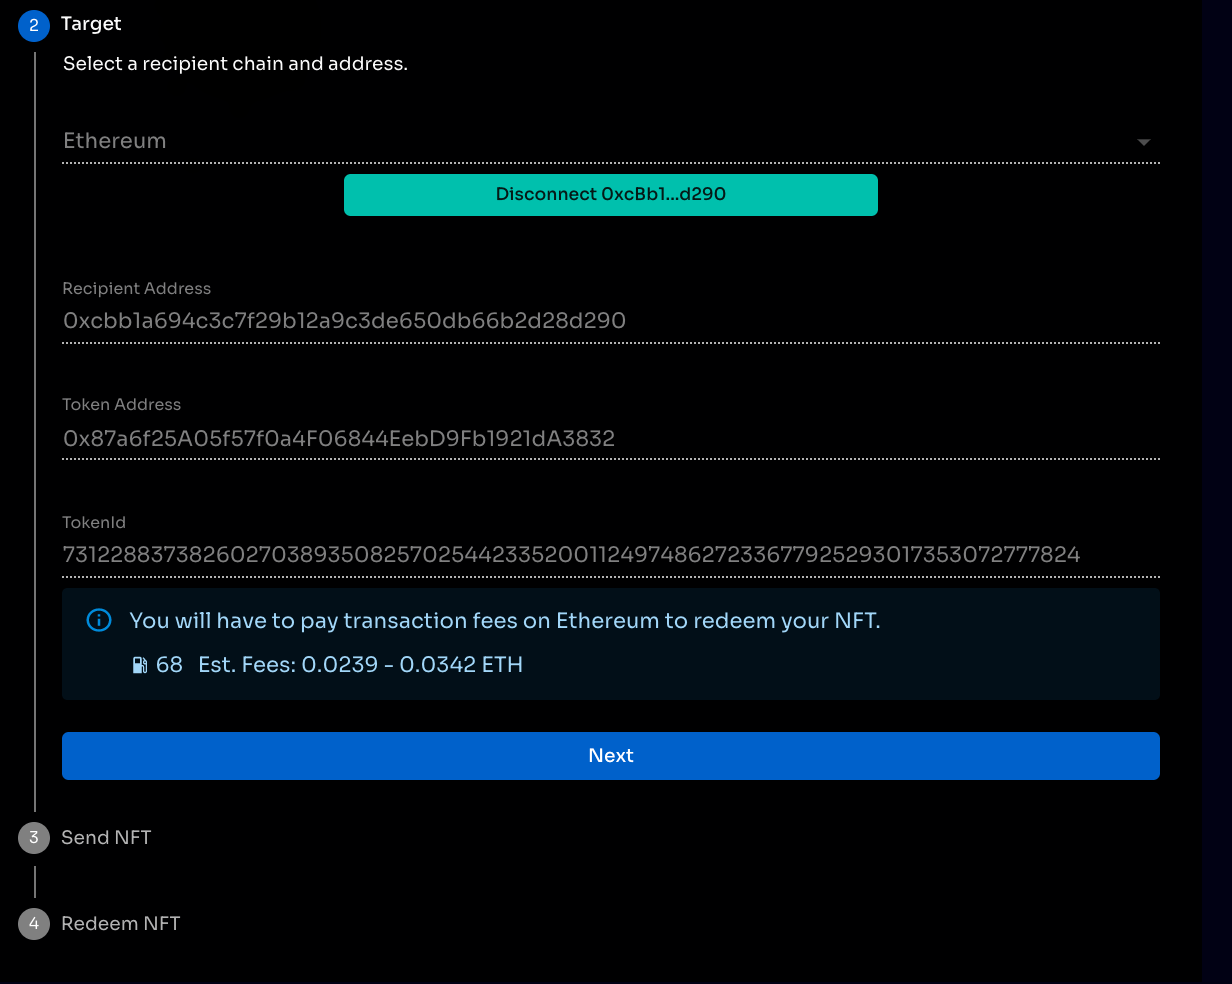 2 Target
Select a recipient chain and address.
Ethereum
Disconnect 0xcBb1...d290
Recipient Address
0xcbb1a694c3c7f29b12a9c3de650db66b2d28d290
Token Address
0x87a6f25A05f57f0a4F06844EebD9Fb1921dA3832
TokenId
73122883738260270389350825702544233520011249748627233677925293017353072777824
You will have to pay transaction fees on Ethereum to redeem your NFT.
68 Est. Fees: 0.0239 - 0.0342 ETH
Next
3 Send NFT
4 Redeem NFT